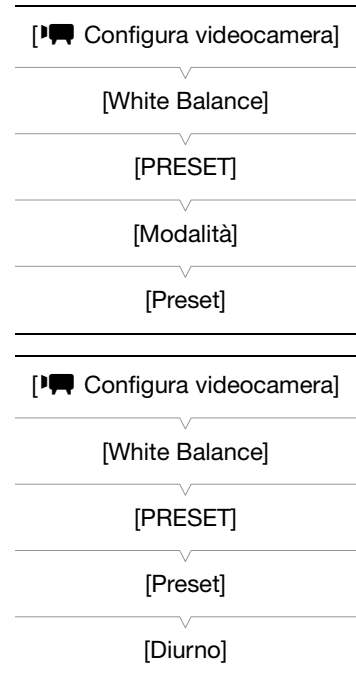 [ Configura videocamera]
[White Balance]
[PRESET]
[Modalità]
[Preset]
[ Configura videocamera]
[White Balance]
[PRESET]
[Preset]
[Diurno]